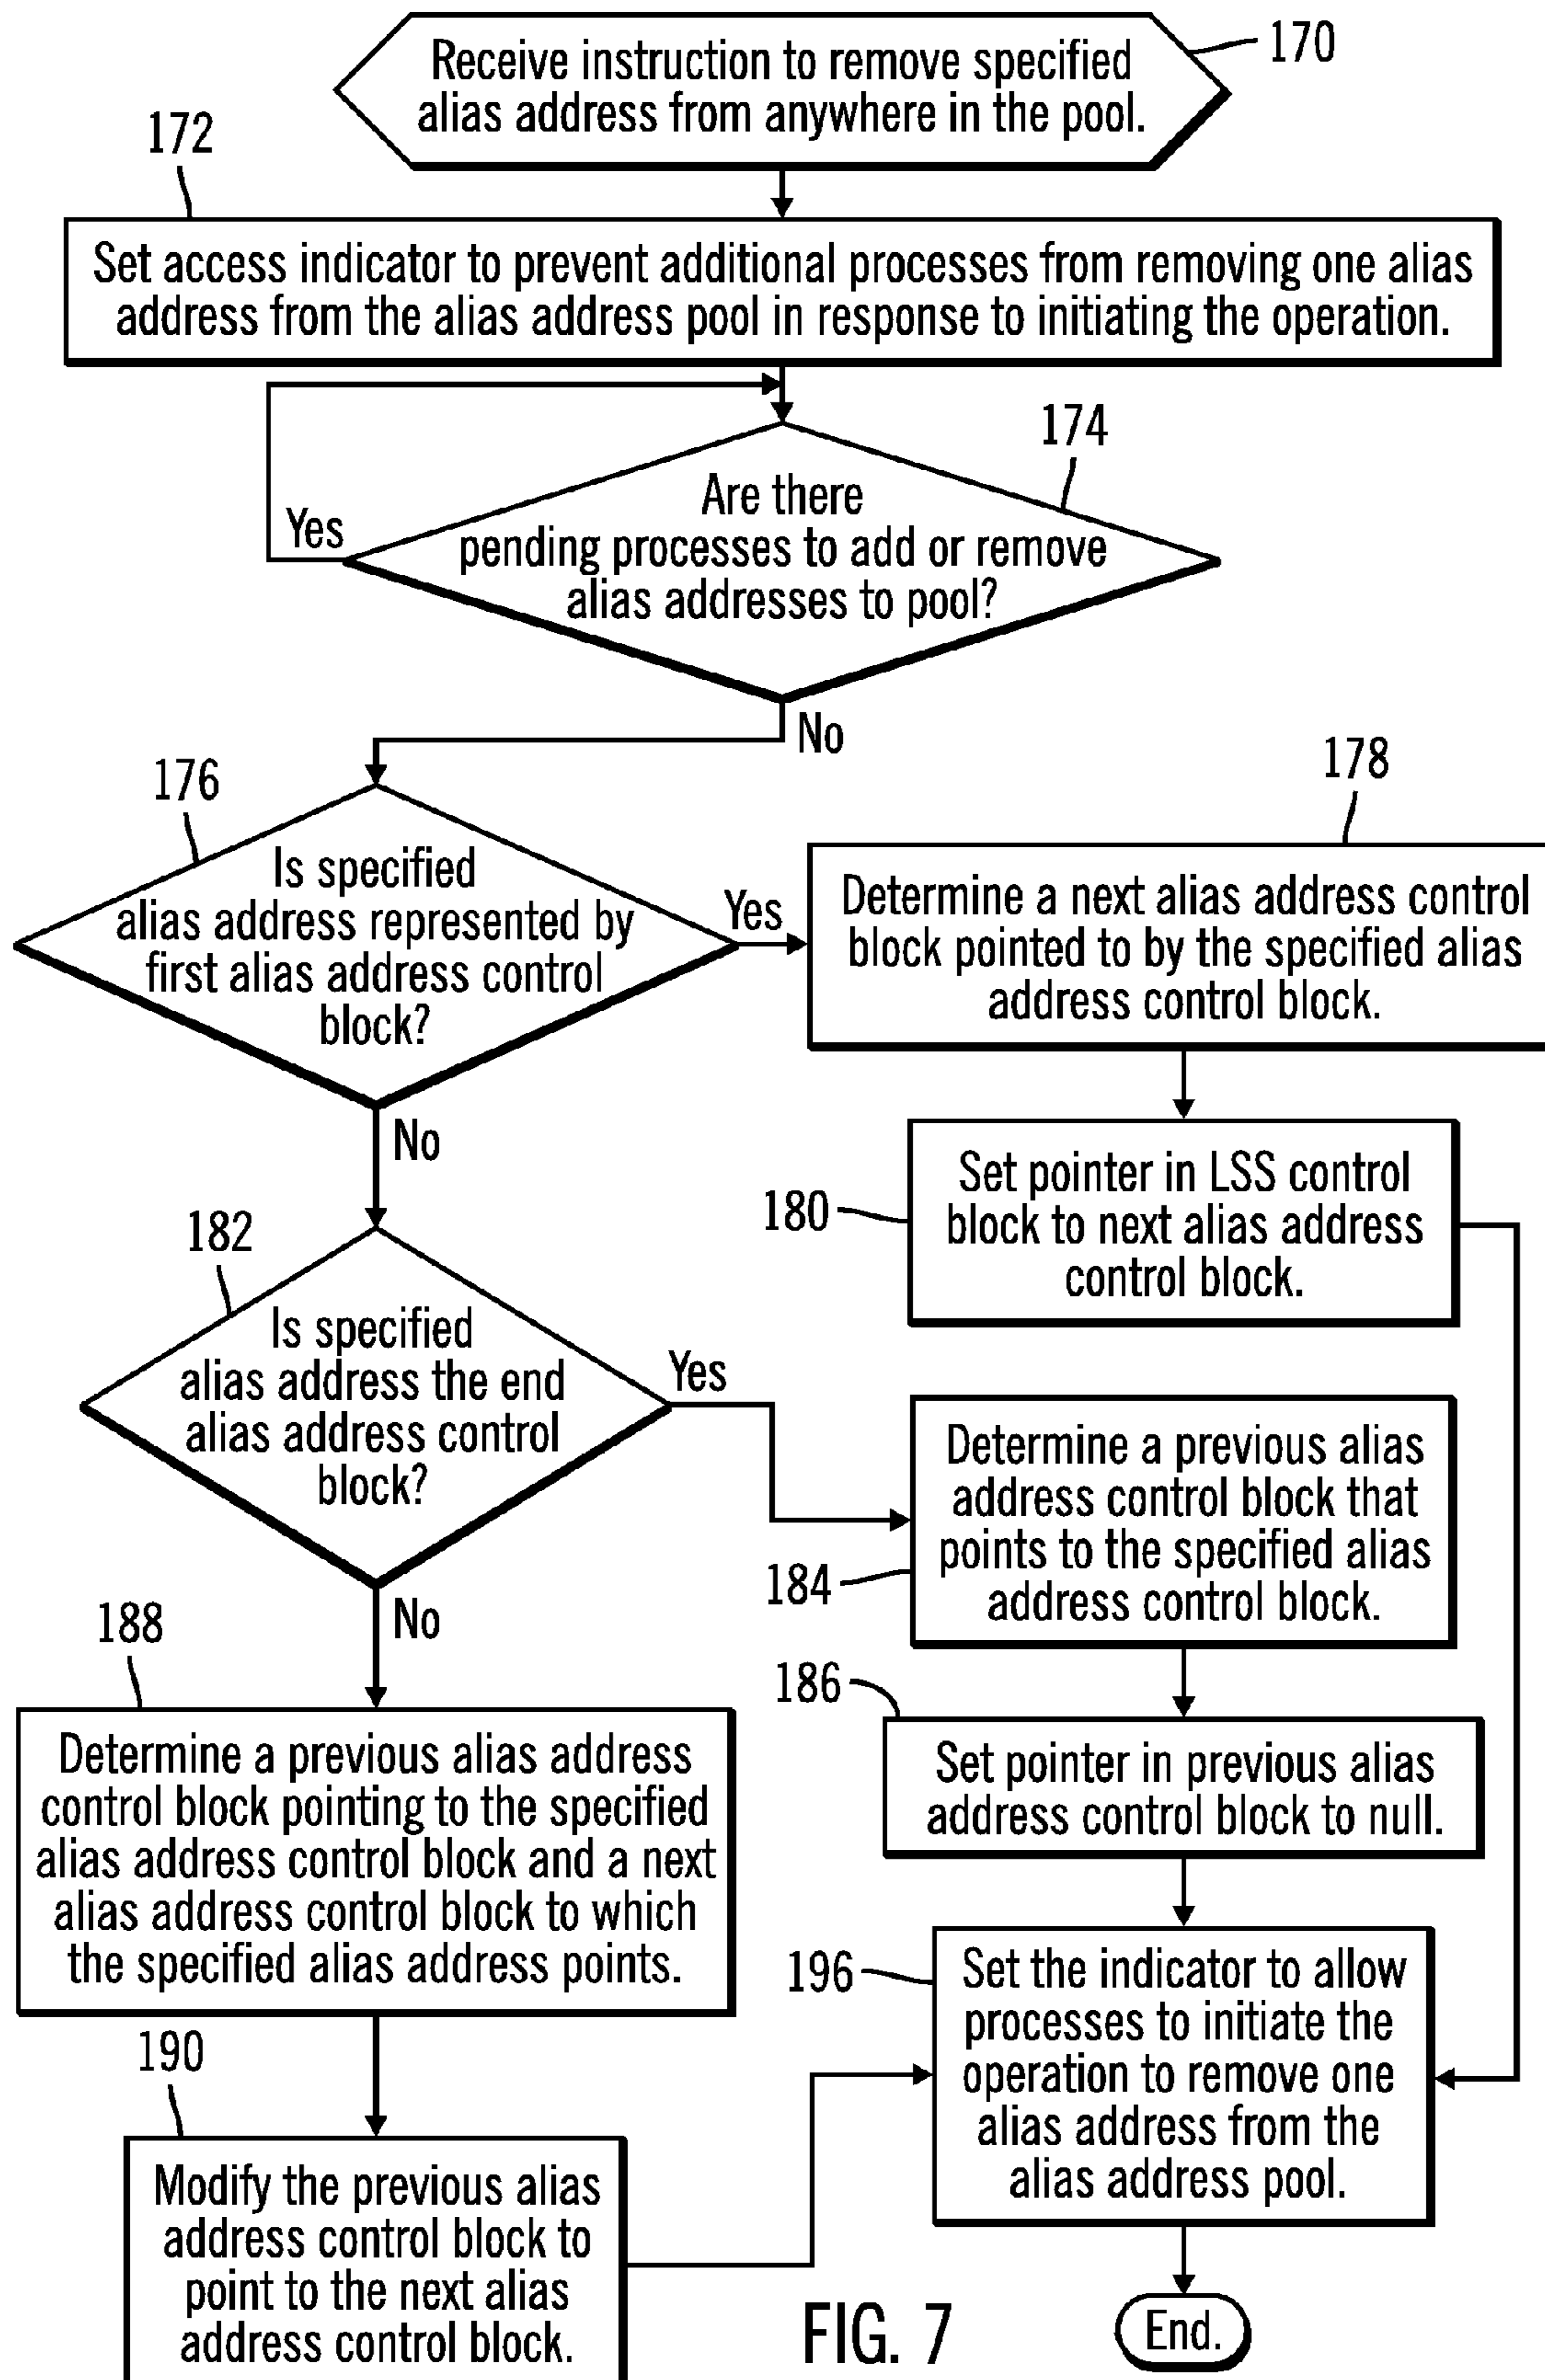 Receive instruction to remove specified
alias address from anywhere in the pool.
170
172
Set access indicator to prevent additional processes from removing one alias
address from the alias address pool in response to initiating the operation.
174
Are there
pending processes to add or remove
alias addresses to pool?
Yes
No
176
Is specified
alias address represented by
first alias address control
block?
Yes
178
Determine a next alias address control
block pointed to by the specified alias
address control block.
No
180
Set pointer in LSS control
block to next alias address
control block.
182
Is specified
alias address the end
alias address control
block?
Yes
184
Determine a previous alias
address control block that
points to the specified alias
address control block.
No
186
Set pointer in previous alias
address control block to null.
188
Determine a previous alias address
control block pointing to the specified
alias address control block and a next
alias address control block to which
the specified alias address points.
196
Set the indicator to allow
processes to initiate the
operation to remove one
alias address from the
alias address pool.
190
Modify the previous alias
address control block to
point to the next alias
address control block.
FIG. 7
End.